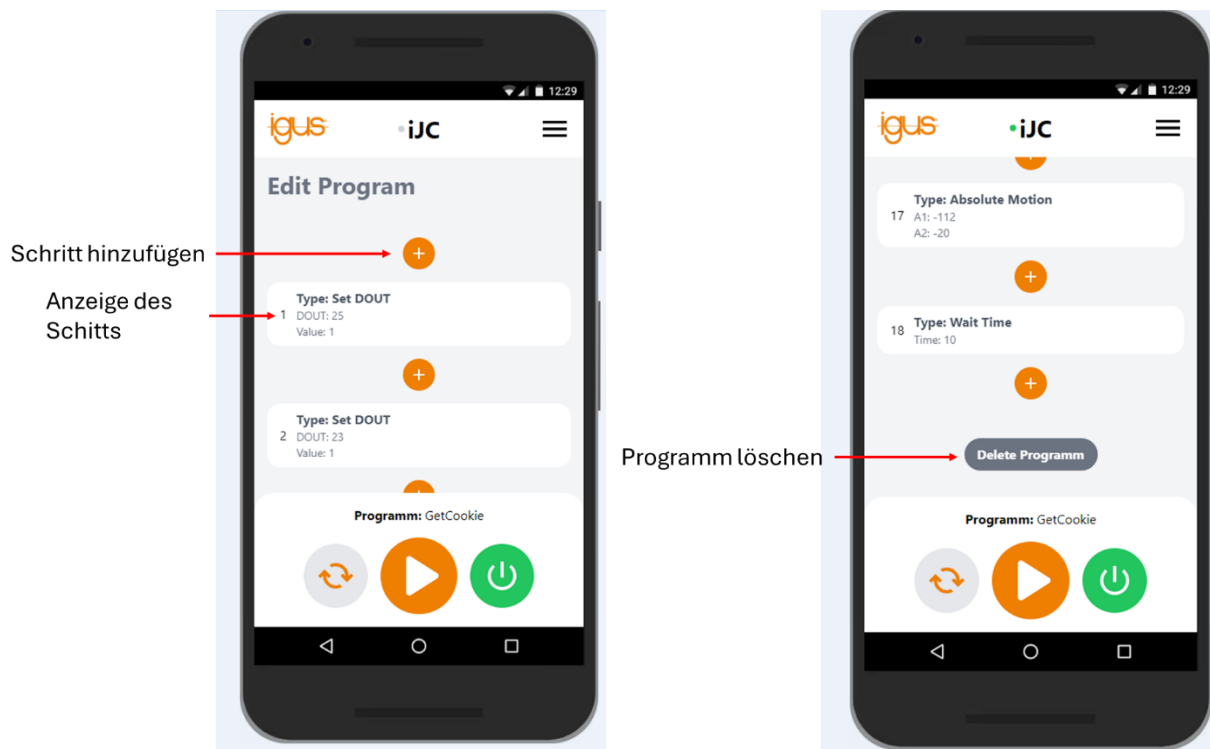 12:29
igus
iJC
Edit Program
Schritt hinzufügen
Anzeige des
Schitts
1
Type: Set DOUT
DOUT: 25
Value: 1
2
Type: Set DOUT
DOUT: 23
Value: 1
Programm: GetCookie
12:29
igus
iJC
17
Type: Absolute Motion
A1: -112
A2: -20
18
Type: Wait Time
Time: 10
Programm löschen
Delete Programm
Programm: GetCookie